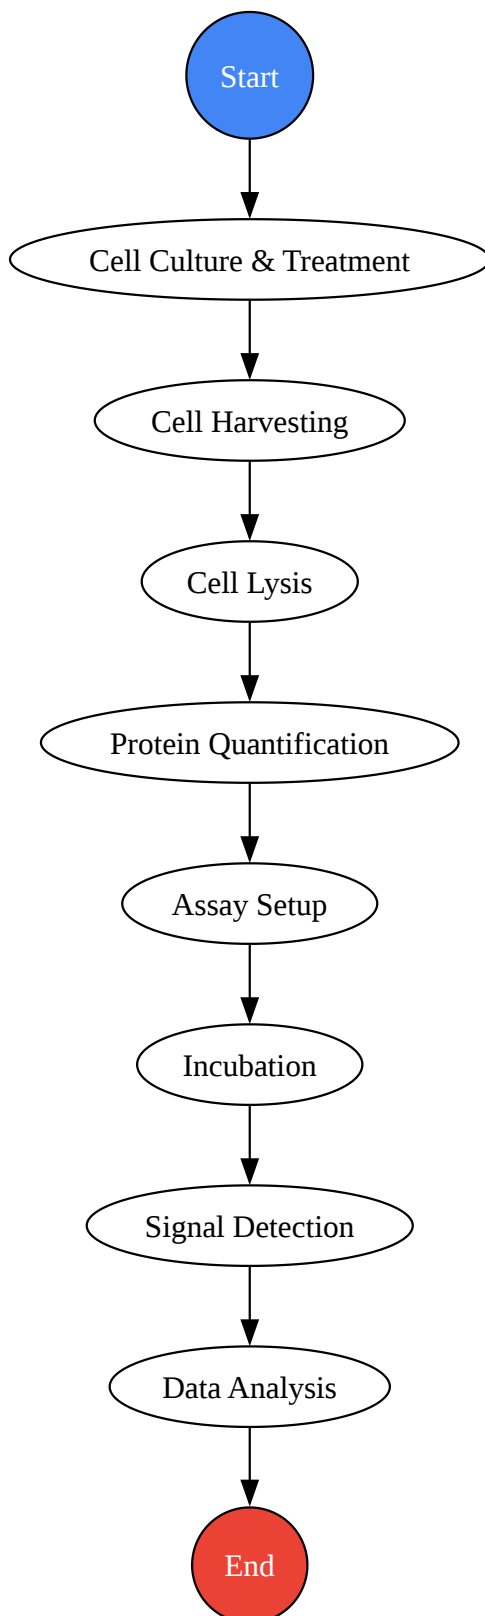 Start
Cell Culture & Treatment
Cell Harvesting
Cell Lysis
Protein Quantification
Assay Setup
Incubation
Signal Detection
Data Analysis
End